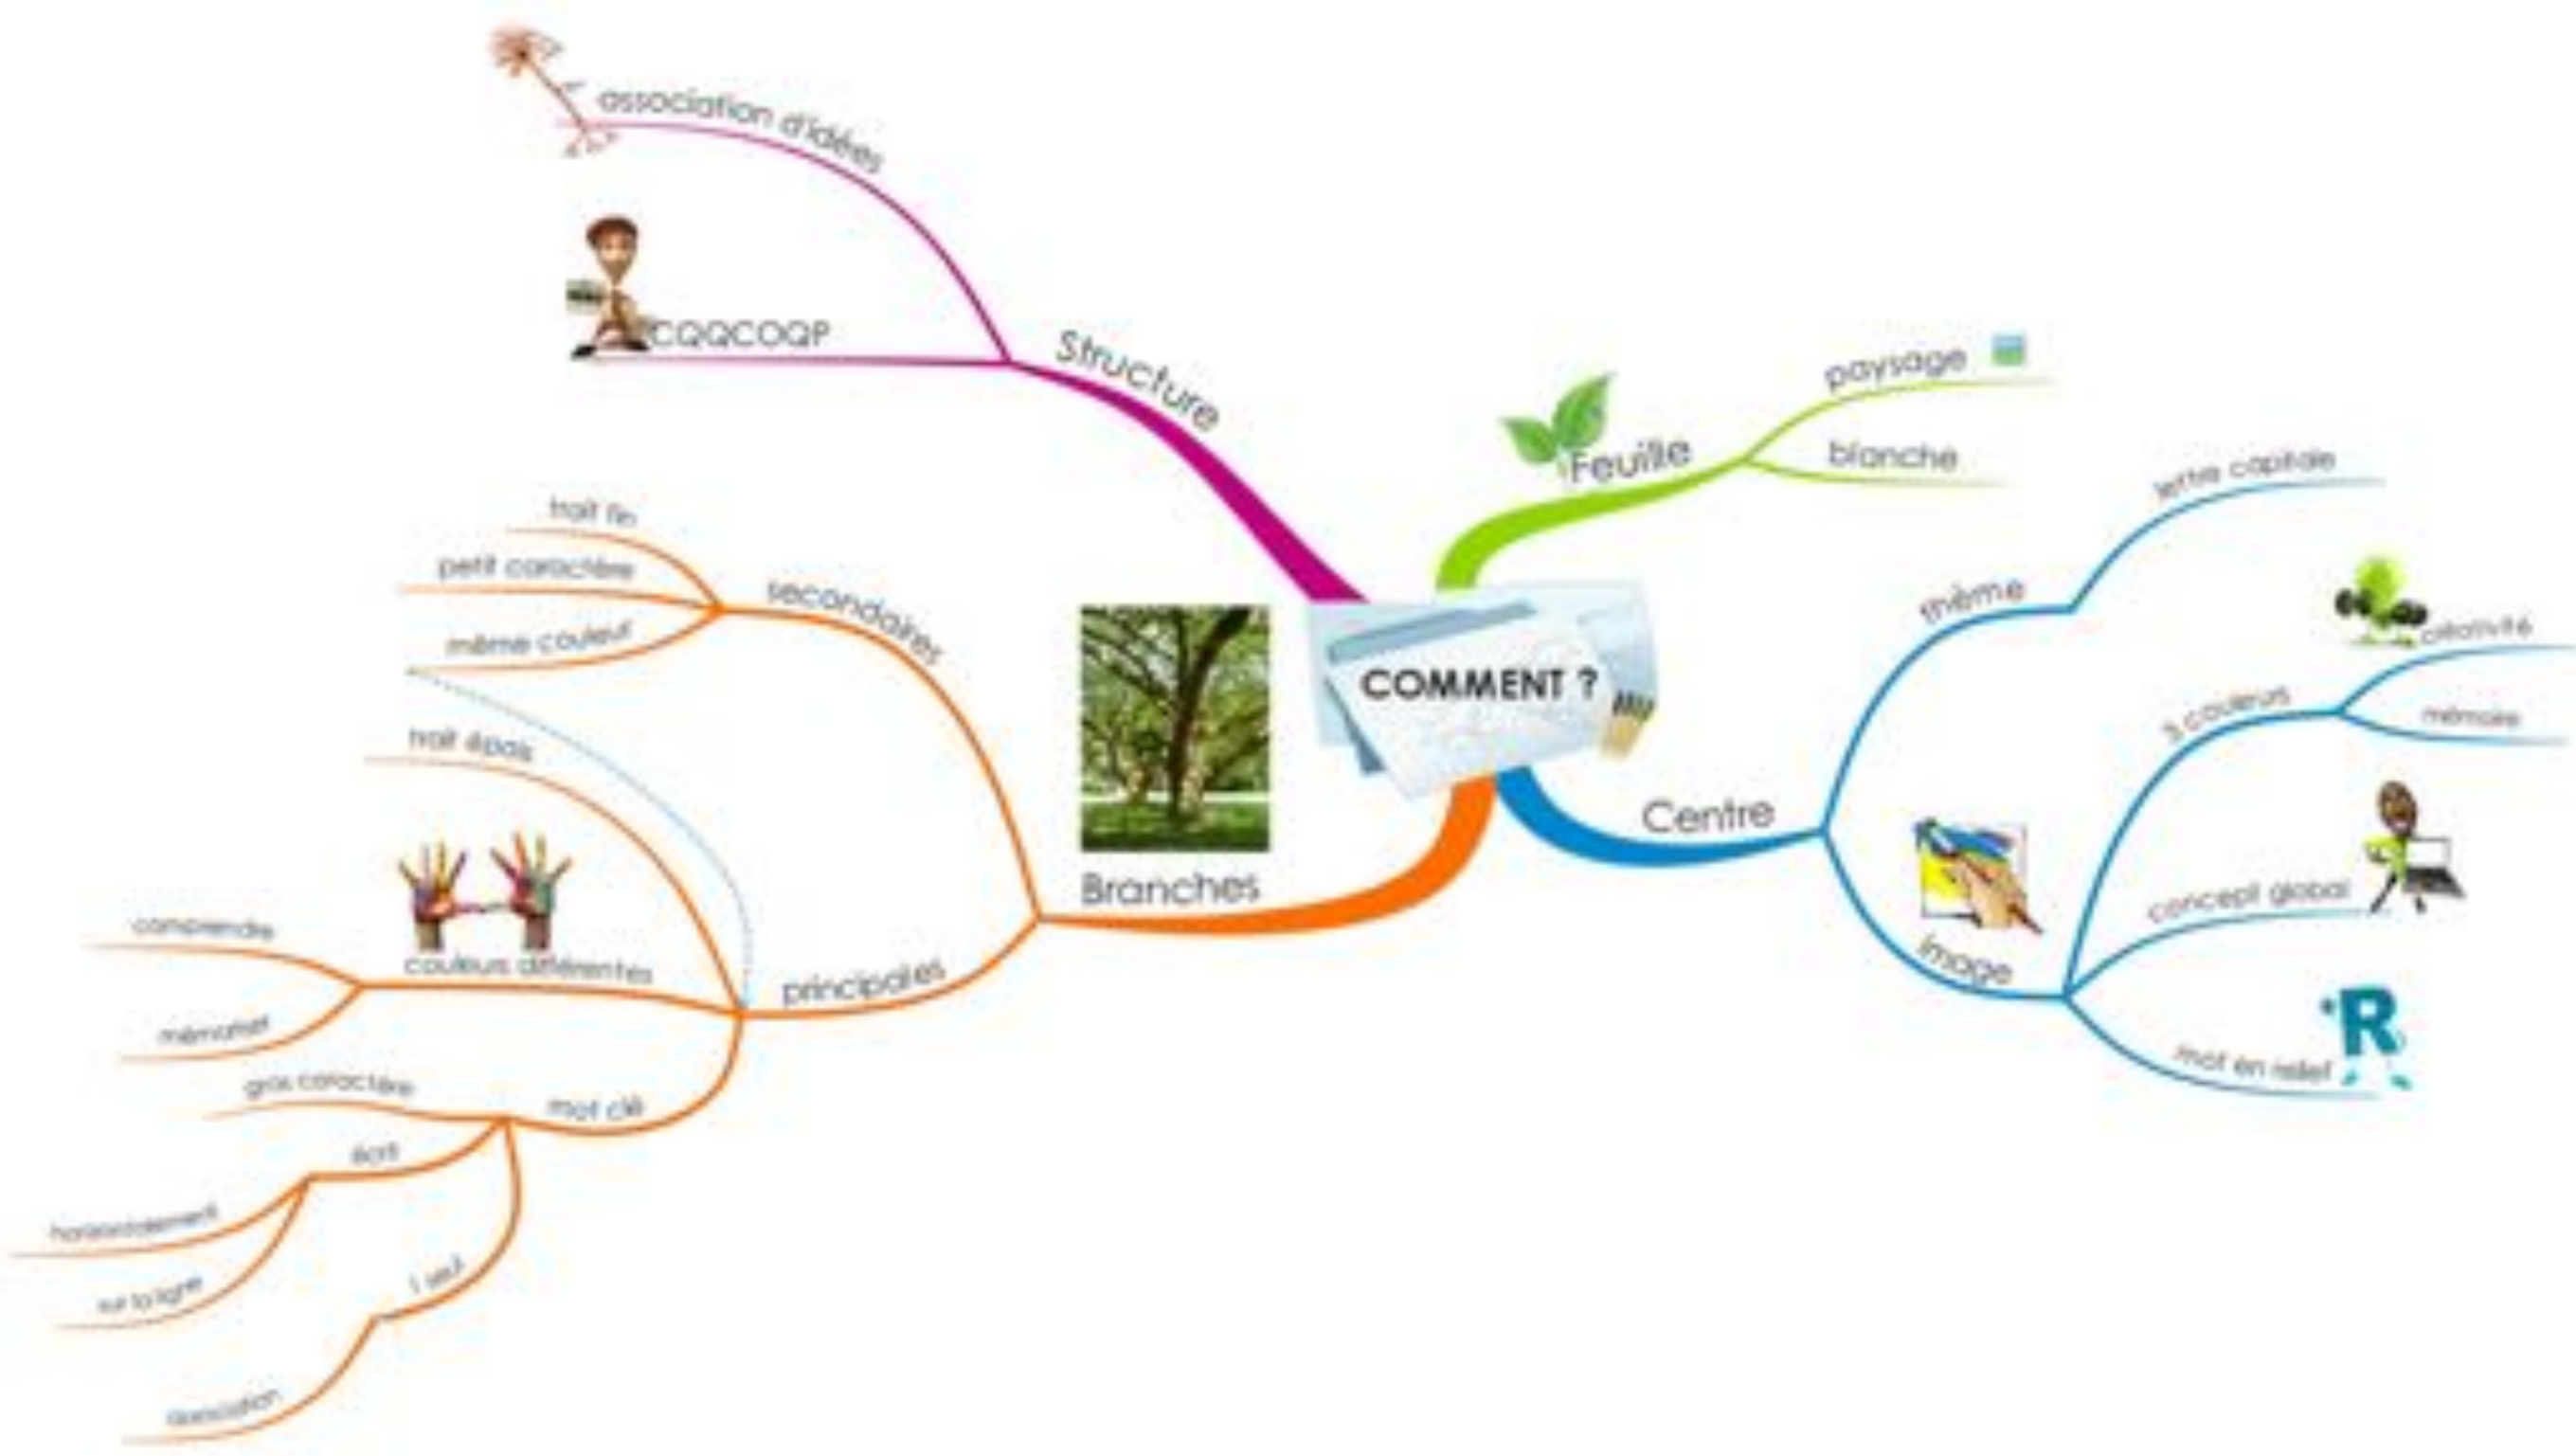 association d'idées
CQQCOQP
Structure
Feuille
paysage
blanche
COMMENT ?
Centre
thème
lettre capitale
Image
3 couleurs
créativité
mémoire
concept global
mot en relief
Branches
secondaires
trait fin
petit caractère
même couleur
principales
trait épais
couleurs différentes
comprendre
mémoriser
mot clé
gros caractère
écrit
horizontalement
sur la ligne
1 seul